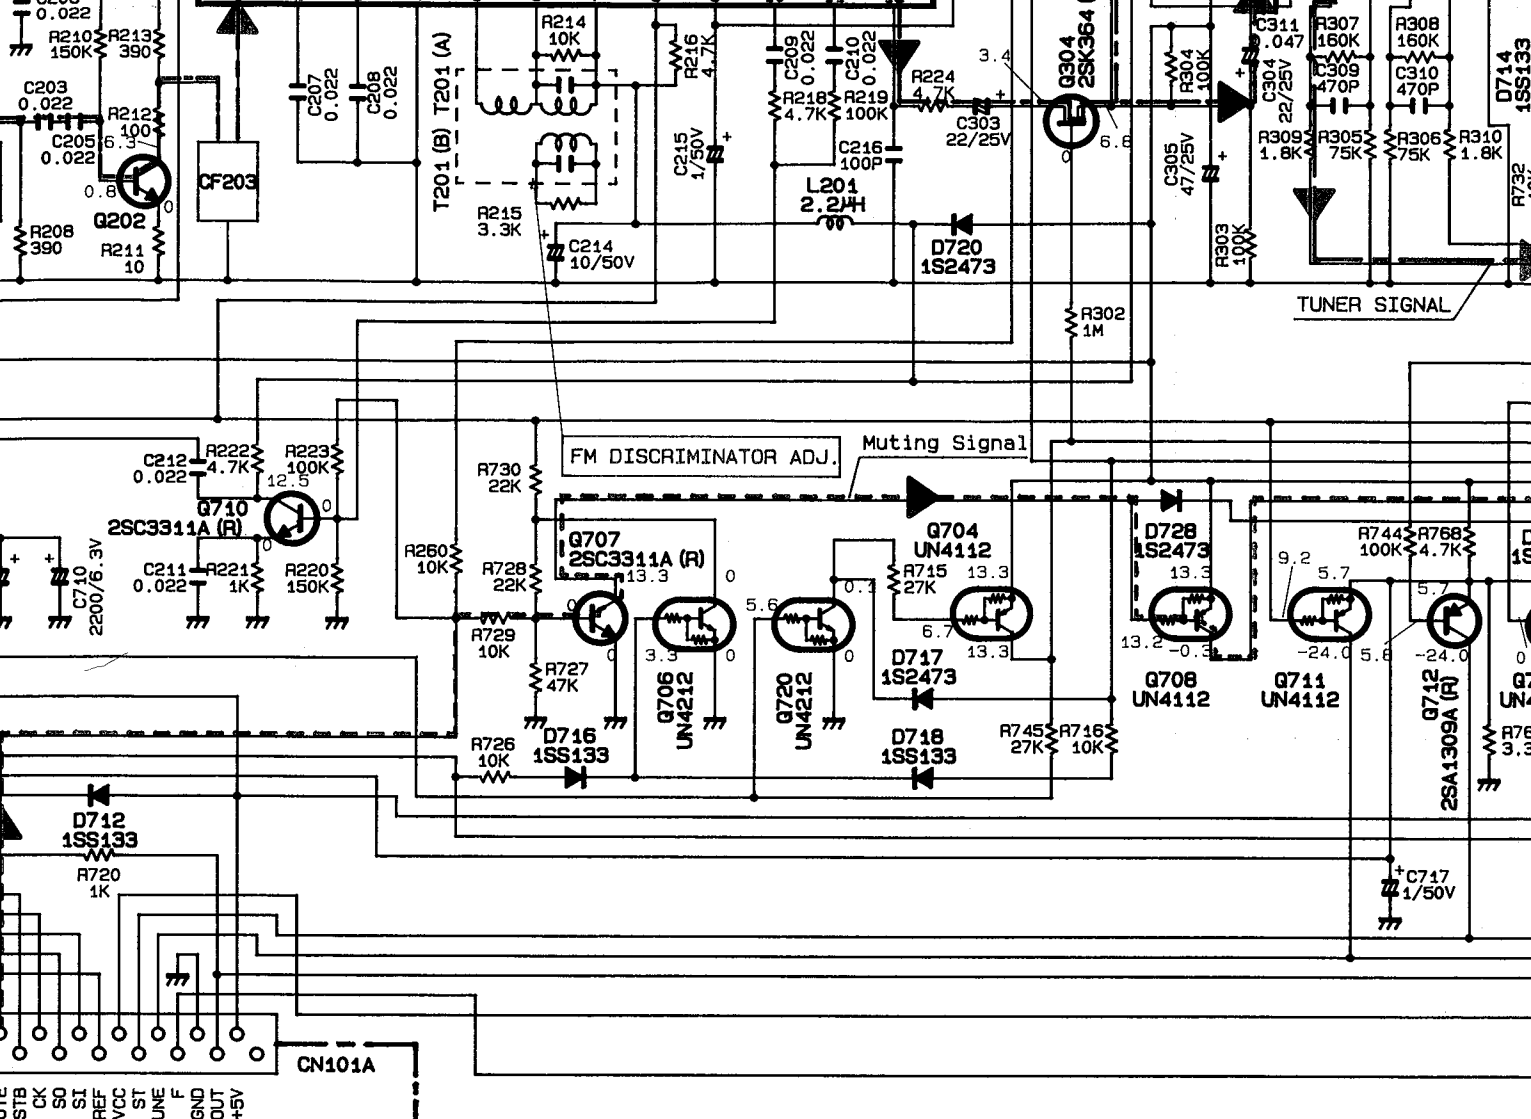 0.022
R210
150K
R213
390
C203
0.022
R212
100
C205
0.022
6.3
0.8
0
Q202
R208
390
R211
10
CF203
C207
0.022
C208
0.022
T201 (A)
T201 (B)
R214
10K
R215
3.3K
C214
10/50V
R216
4.7K
C215
1/50V
+
C209
0.022
C210
0.022
R218
4.7K
R219
100K
C216
100P
L201
2.2μH
R224
4.7K
C303
22/25V
+
3.4
Q304
2SK364
0
6.8
D720
1S2473
R302
1M
R304
100K
C305
47/25V
+
R303
100K
C304
22/25V
+
C311
.047
R307
160K
C309
470P
R309
1.8K
R305
75K
R308
160K
C310
470P
R306
75K
R310
1.8K
D714
1SS133
R732
TUNER SIGNAL
C212
0.022
R222
4.7K
R223
100K
12.5
0
Q710
2SC3311A (R)
0
C211
0.022
R221
1K
R220
150K
C710
2200/6.3V
+
+
FM DISCRIMINATOR ADJ.
Muting Signal
R730
22K
R260
10K
R728
22K
R729
10K
R727
47K
Q707
2SC3311A (R)
13.3
0
0
0
3.3
0
Q706
UN4212
5.6
0
Q720
UN4212
R715
27K
Q704
UN4112
13.3
6.7
13.3
D717
1S2473
D718
1SS133
R726
10K
D716
1SS133
R745
27K
R716
10K
D728
1S2473
13.3
13.2
-0.3
Q708
UN4112
9.2
5.7
-24.0
Q711
UN4112
R744
100K
R768
4.7K
5.7
5.8
-24.0
Q712
2SA1309A (R)
0
3.3
D712
1SS133
R720
1K
C717
1/50V
+
CN101A
STB
CK
SO
SI
REF
VCC
ST
F
GND
+5V